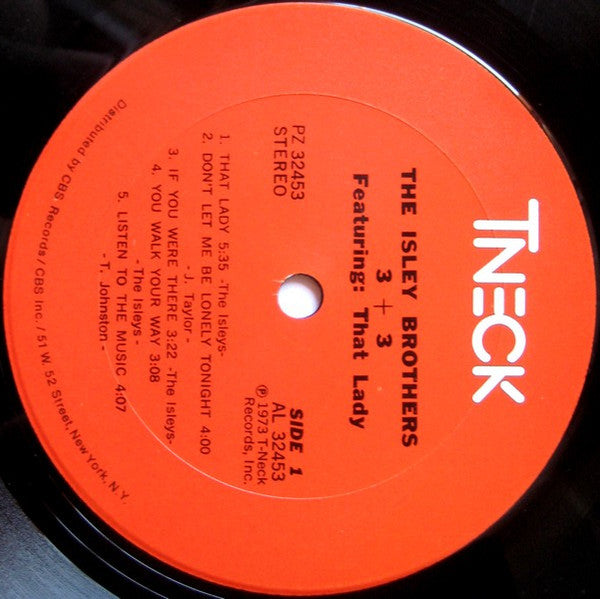 TNECK
THE ISLEY BROTHERS
3 + 3
Featuring: That Lady
PZ 32453
STEREO
SIDE 1
AL 32453
℗ 1973 T-Neck
Records, Inc.
1. THAT LADY 5:35 -The Isleys-
2. DON'T LET ME BE LONELY TONIGHT 4:00
- J. Taylor -
3. IF YOU WERE THERE 3:22 -The Isleys-
4. YOU WALK YOUR WAY 3:08
- The Isleys -
5. LISTEN TO THE MUSIC 4:07
- T. Johnston -
Distributed by CBS Records / CBS Inc. / 51 W. 52 Street, New York, N.Y.